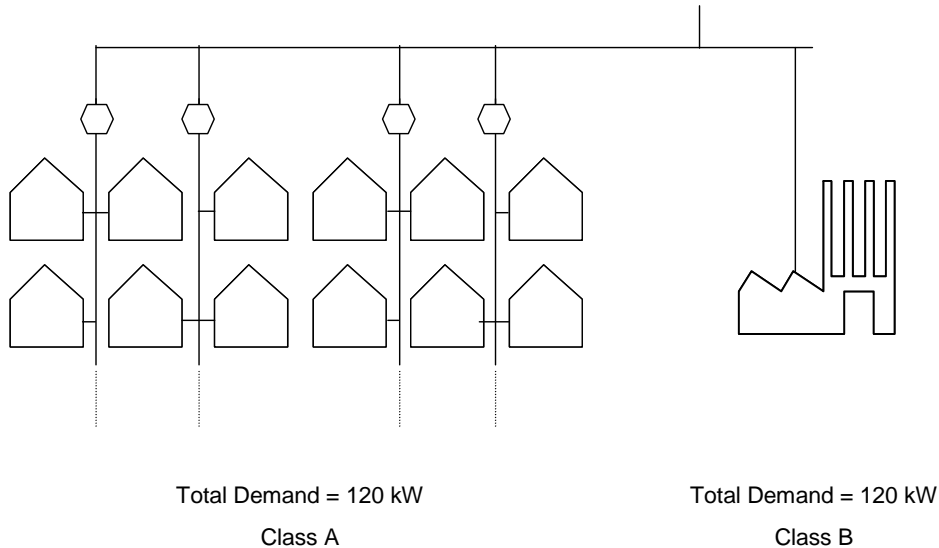 Total Demand = 120 kW
Class A
Total Demand = 120 kW
Class B